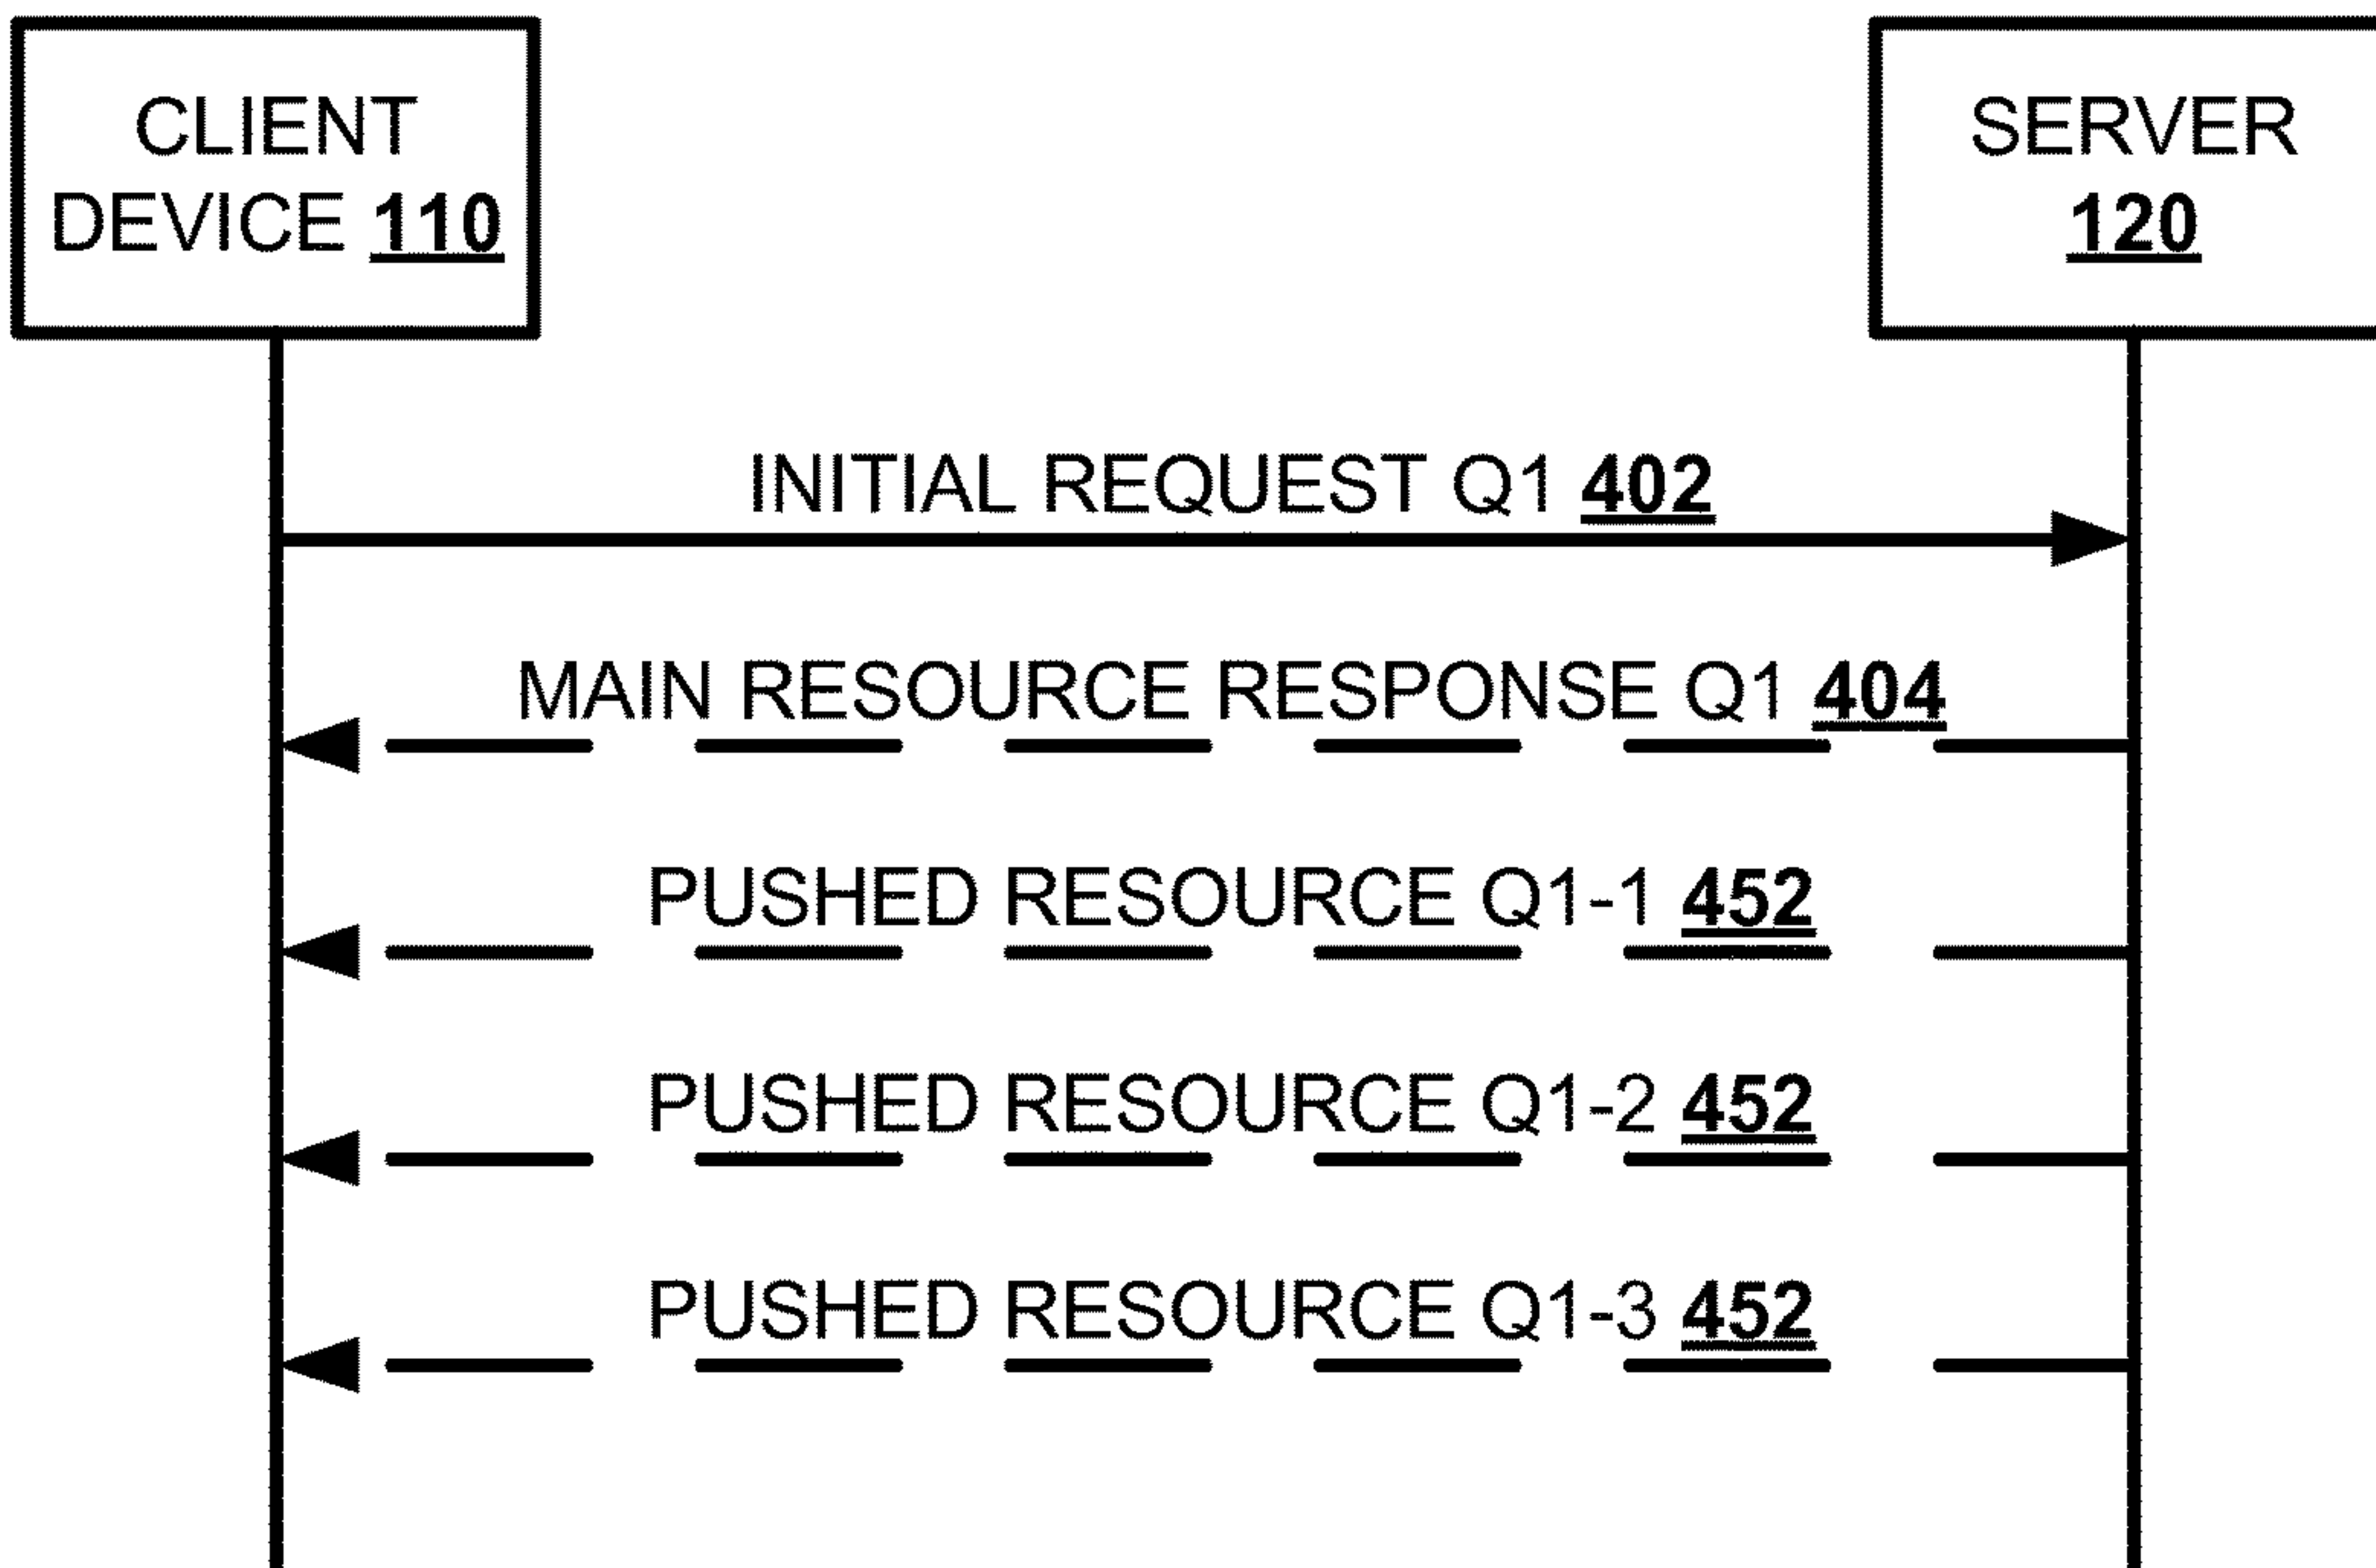 CLIENT
DEVICE 110
SERVER
120
INITIAL REQUEST Q1 402
MAIN RESOURCE RESPONSE Q1 404
PUSHED RESOURCE Q1-1 452
PUSHED RESOURCE Q1-2 452
PUSHED RESOURCE Q1-3 452